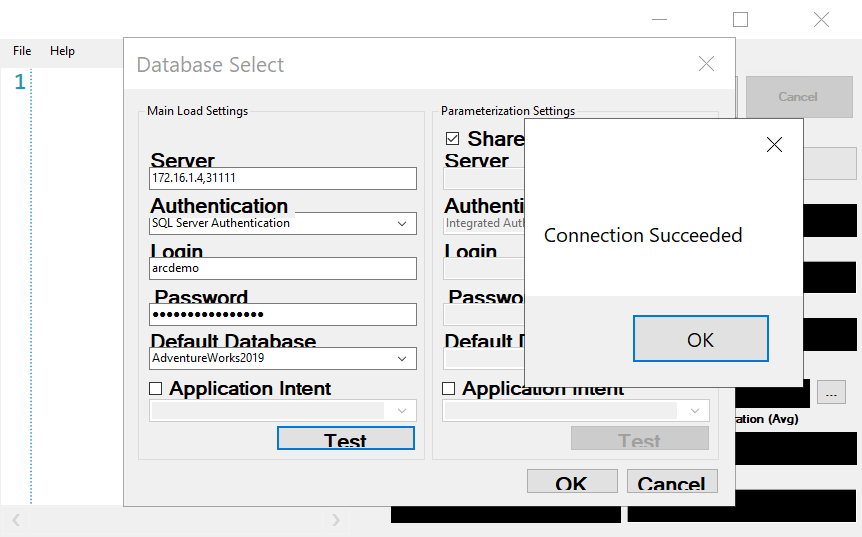 File Help
1
Database Select
Cancel
Main Load Settings
Parameterization Settings
Share
Server
172.16.1.4,31111
Server
Authentication
SQL Server Authentication
Authenti
Integrated Auth
Login
arcdemo
Login
Password
●●●●●●●●●●●●●●●●
Passwo
Default Database
AdventureWorks2019
Default
Application Intent
Application Intent
Test
Test
OK
Cancel
Connection Succeeded
OK
...
ration (Avg)